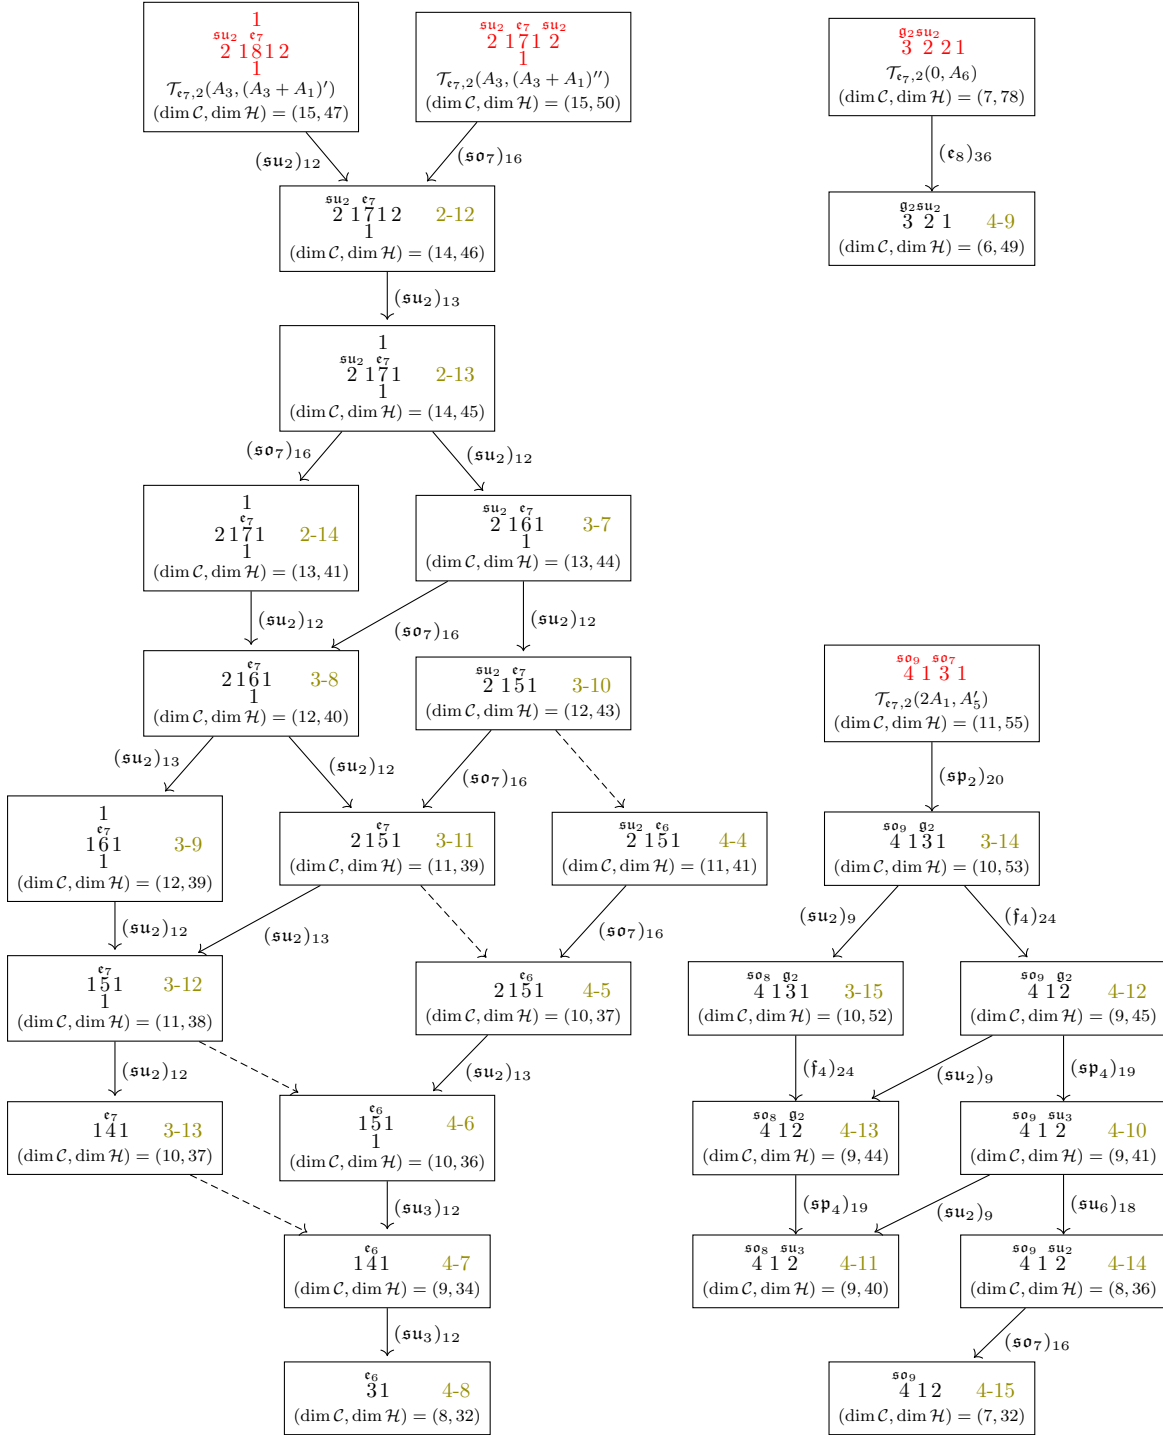 1
𝔰𝔲₂ 𝔢₇
2 1 8 1 2
1
𝒯_{𝔢₇,2}(A₃, (A₃ + A₁)′)
(dim 𝒞, dim ℋ) = (15, 47)
𝔰𝔲₂ 𝔢₇ 𝔰𝔲₂
2 1 7 1 2
1
𝒯_{𝔢₇,2}(A₃, (A₃ + A₁)′′)
(dim 𝒞, dim ℋ) = (15, 50)
𝔤₂ 𝔰𝔲₂
3 2 2 1
𝒯_{𝔢₇,2}(0, A₆)
(dim 𝒞, dim ℋ) = (7, 78)
(𝔰𝔲₂)₁₂
(𝔰𝔬₇)₁₆
(𝔢₈)₃₆
𝔰𝔲₂ 𝔢₇
2 1 7 1 2 2-12
1
(dim 𝒞, dim ℋ) = (14, 46)
𝔤₂ 𝔰𝔲₂
3 2 1 4-9
(dim 𝒞, dim ℋ) = (6, 49)
(𝔰𝔲₂)₁₃
1
𝔰𝔲₂ 𝔢₇
2 1 7 1 2-13
1
(dim 𝒞, dim ℋ) = (14, 45)
(𝔰𝔬₇)₁₆
(𝔰𝔲₂)₁₂
1
𝔢₇
2 1 7 1 2-14
1
(dim 𝒞, dim ℋ) = (13, 41)
𝔰𝔲₂ 𝔢₇
2 1 6 1 3-7
1
(dim 𝒞, dim ℋ) = (13, 44)
(𝔰𝔲₂)₁₂
(𝔰𝔬₇)₁₆
(𝔰𝔲₂)₁₂
𝔢₇
2 1 6 1 3-8
1
(dim 𝒞, dim ℋ) = (12, 40)
𝔰𝔲₂ 𝔢₇
2 1 5 1 3-10
(dim 𝒞, dim ℋ) = (12, 43)
𝔰𝔬₉ 𝔰𝔬₇
4 1 3 1
𝒯_{𝔢₇,2}(2A₁, A₅′)
(dim 𝒞, dim ℋ) = (11, 55)
(𝔰𝔲₂)₁₃
(𝔰𝔲₂)₁₂
(𝔰𝔬₇)₁₆
(𝔰𝔭₂)₂₀
1
𝔢₇
1 6 1 3-9
1
(dim 𝒞, dim ℋ) = (12, 39)
𝔢₇
2 1 5 1 3-11
(dim 𝒞, dim ℋ) = (11, 39)
𝔰𝔲₂ 𝔢₆
2 1 5 1 4-4
(dim 𝒞, dim ℋ) = (11, 41)
𝔰𝔬₉ 𝔤₂
4 1 3 1 3-14
(dim 𝒞, dim ℋ) = (10, 53)
(𝔰𝔲₂)₁₂
(𝔰𝔲₂)₁₃
(𝔰𝔬₇)₁₆
(𝔰𝔲₂)₉
(𝔣₄)₂₄
𝔢₇
1 5 1 3-12
1
(dim 𝒞, dim ℋ) = (11, 38)
𝔢₆
2 1 5 1 4-5
(dim 𝒞, dim ℋ) = (10, 37)
𝔰𝔬₈ 𝔤₂
4 1 3 1 3-15
(dim 𝒞, dim ℋ) = (10, 52)
𝔰𝔬₉ 𝔤₂
4 1 2 4-12
(dim 𝒞, dim ℋ) = (9, 45)
(𝔰𝔲₂)₁₂
(𝔰𝔲₂)₁₃
(𝔣₄)₂₄
(𝔰𝔲₂)₉
(𝔰𝔭₄)₁₉
𝔢₇
1 4 1 3-13
(dim 𝒞, dim ℋ) = (10, 37)
𝔢₆
1 5 1 4-6
1
(dim 𝒞, dim ℋ) = (10, 36)
𝔰𝔬₈ 𝔤₂
4 1 2 4-13
(dim 𝒞, dim ℋ) = (9, 44)
𝔰𝔬₉ 𝔰𝔲₃
4 1 2 4-10
(dim 𝒞, dim ℋ) = (9, 41)
(𝔰𝔲₃)₁₂
(𝔰𝔭₄)₁₉
(𝔰𝔲₂)₉
(𝔰𝔲₆)₁₈
𝔢₆
1 4 1 4-7
(dim 𝒞, dim ℋ) = (9, 34)
𝔰𝔬₈ 𝔰𝔲₃
4 1 2 4-11
(dim 𝒞, dim ℋ) = (9, 40)
𝔰𝔬₉ 𝔰𝔲₂
4 1 2 4-14
(dim 𝒞, dim ℋ) = (8, 36)
(𝔰𝔲₃)₁₂
(𝔰𝔬₇)₁₆
𝔢₆
3 1 4-8
(dim 𝒞, dim ℋ) = (8, 32)
𝔰𝔬₉
4 1 2 4-15
(dim 𝒞, dim ℋ) = (7, 32)